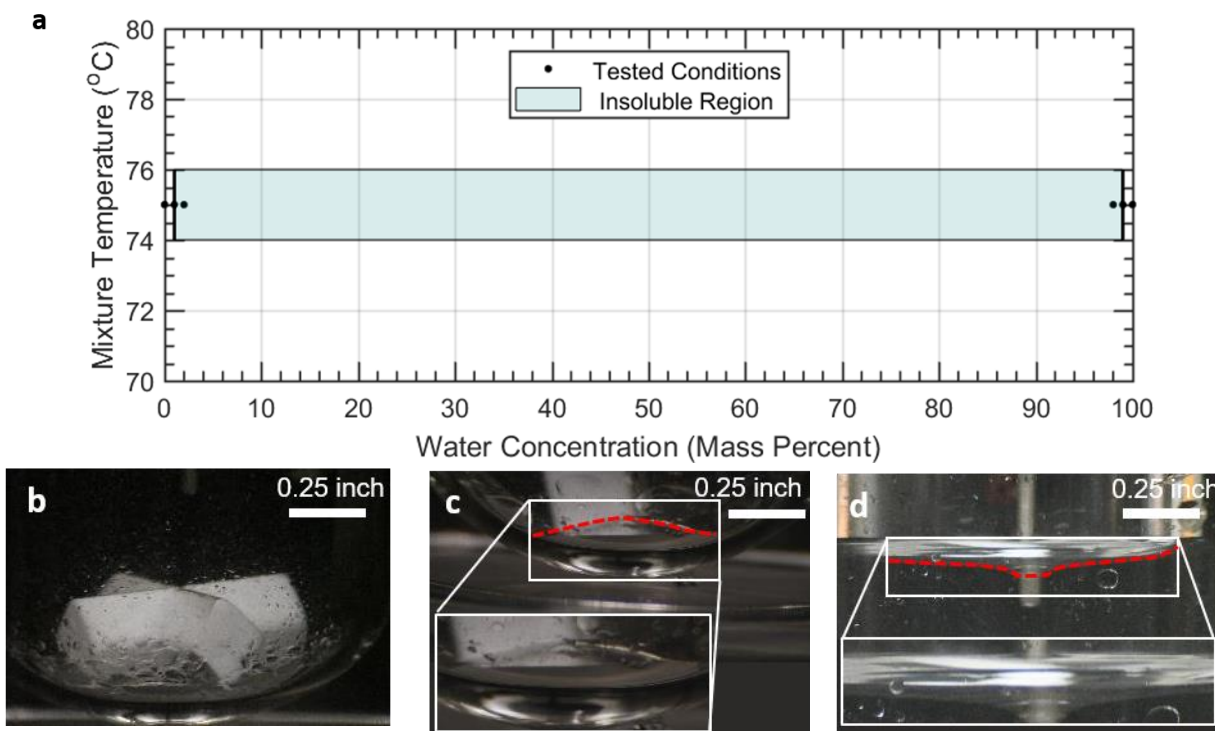 a
80
78
76
74
72
70
Mixture Temperature (°C)
Tested Conditions
Insoluble Region
0 10 20 30 40 50 60 70 80 90 100
Water Concentration (Mass Percent)
b
0.25 inch
c
0.25 inch
d
0.25 inch